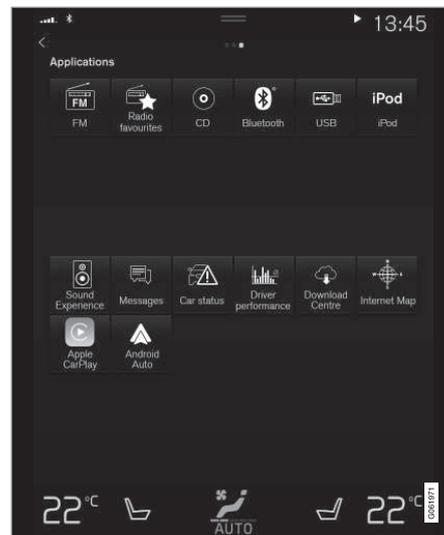 13:45
Applications
FM
FM
Radio
favourites
CD
Bluetooth
USB
iPod
iPod
Sound
Experience
Messages
Car status
Driver
performance
Download
Centre
Internet Map
Apple
CarPlay
Android
Auto
22°C
AUTO
22°C
G061971